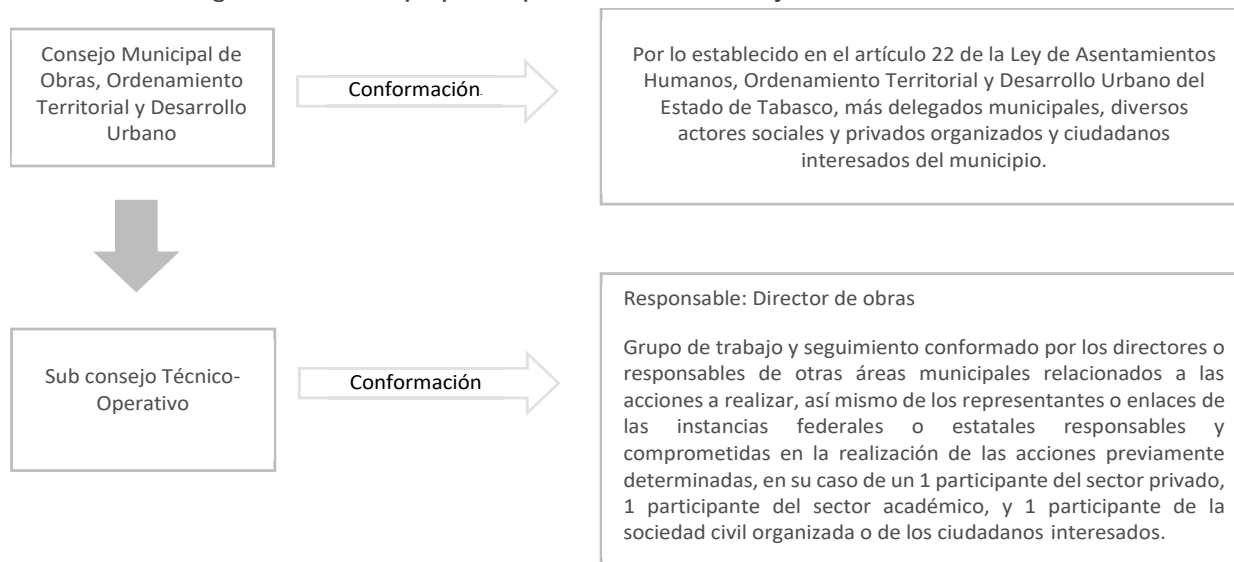 Consejo Municipal de
Obras, Ordenamiento
Territorial y Desarrollo
Urbano
Conformación.
Por lo establecido en el artículo 22 de la Ley de Asentamientos
Humanos, Ordenamiento Territorial y Desarrollo Urbano del
Estado de Tabasco, más delegados municipales, diversos
actores sociales y privados organizados y ciudadanos
interesados del municipio.
Sub consejo Técnico-
Operativo
Conformación
Responsable: Director de obras
Grupo de trabajo y seguimiento conformado por los directores o
responsables de otras áreas municipales relacionados a las
acciones a realizar, así mismo de los representantes o enlaces de
las instancias federales o estatales responsables y
comprometidas en la realización de las acciones previamente
determinadas, en su caso de un 1 participante del sector privado,
1 participante del sector académico, y 1 participante de la
sociedad civil organizada o de los ciudadanos interesados.